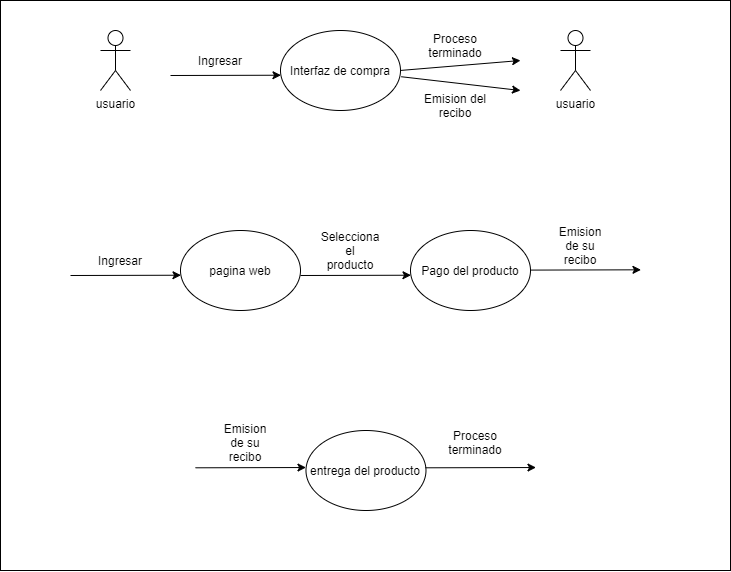 Ingresar
Interfaz de compra
Proceso
terminado
Emision del
recibo
usuario
usuario
Ingresar
pagina web
Selecciona
el
producto
Pago del producto
Emision
de su
recibo
Emision
de su
recibo
entrega del producto
Proceso
terminado